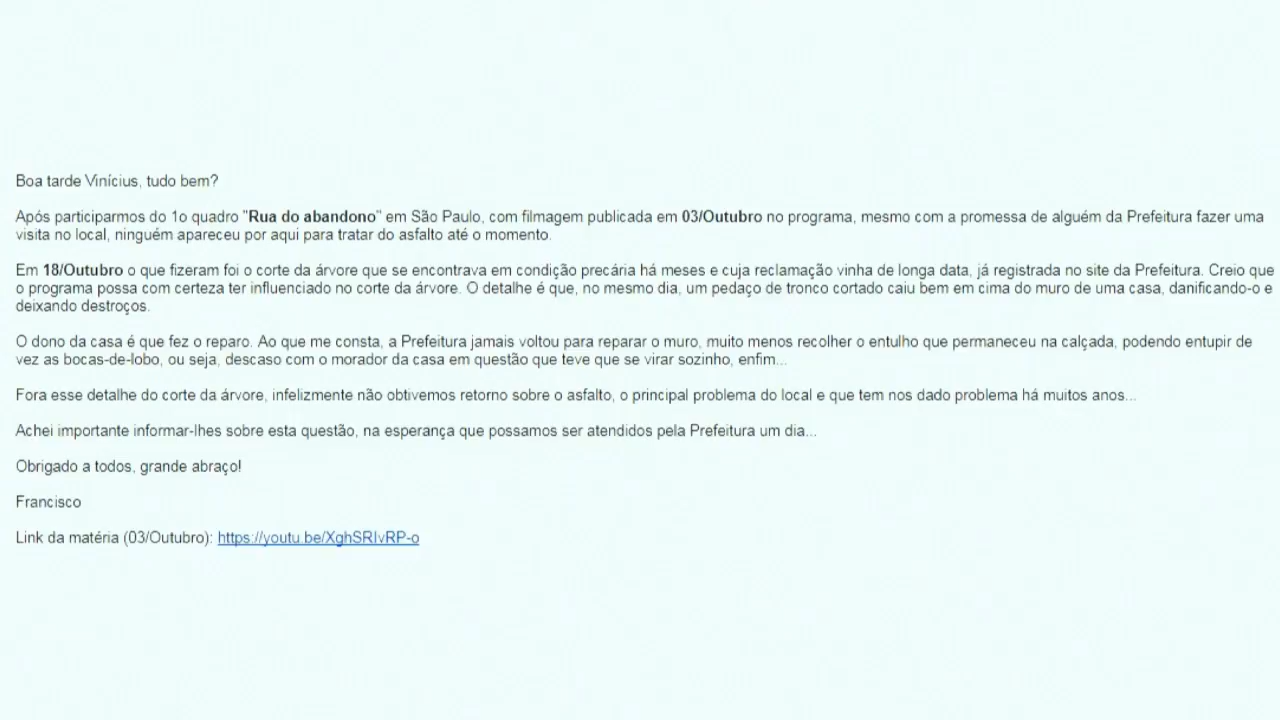 Boa tarde Vinícius, tudo bem?
Após participarmos do 1o quadro "Rua do abandono" em São Paulo, com filmagem publicada em 03/Outubro no programa, mesmo com a promessa de alguém da Prefeitura fazer uma
visita no local, ninguém apareceu por aqui para tratar do asfalto até o momento.
Em 18/Outubro o que fizeram foi o corte da árvore que se encontrava em condição precária há meses e cuja reclamação vinha de longa data, já registrada no site da Prefeitura. Creio que
o programa possa com certeza ter influenciado no corte da árvore. O detalhe é que, no mesmo dia, um pedaço de tronco cortado caiu bem em cima do muro de uma casa, danificando-o e
deixando destroços.
O dono da casa é que fez o reparo. Ao que me consta, a Prefeitura jamais voltou para reparar o muro, muito menos recolher o entulho que permaneceu na calçada, podendo entupir de
vez as bocas-de-lobo, ou seja, descaso com o morador da casa em questão que teve que se virar sozinho, enfim...
Fora esse detalhe do corte da árvore, infelizmente não obtivemos retorno sobre o asfalto, o principal problema do local e que tem nos dado problema há muitos anos...
Achei importante informar-lhes sobre esta questão, na esperança que possamos ser atendidos pela Prefeitura um dia...
Obrigado a todos, grande abraço!
Francisco
Link da matéria (03/Outubro): https://youtu.be/XghSRIvRP-o